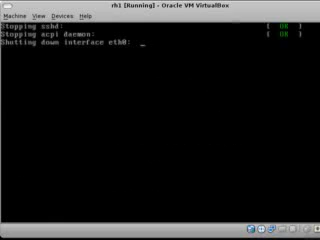 rh1 [Running] - Oracle VM VirtualBox
Machine View Devices Help
Stopping sshd: [ OK ]
Stopping acpi daemon: [ OK ]
Shutting down interface eth0: _